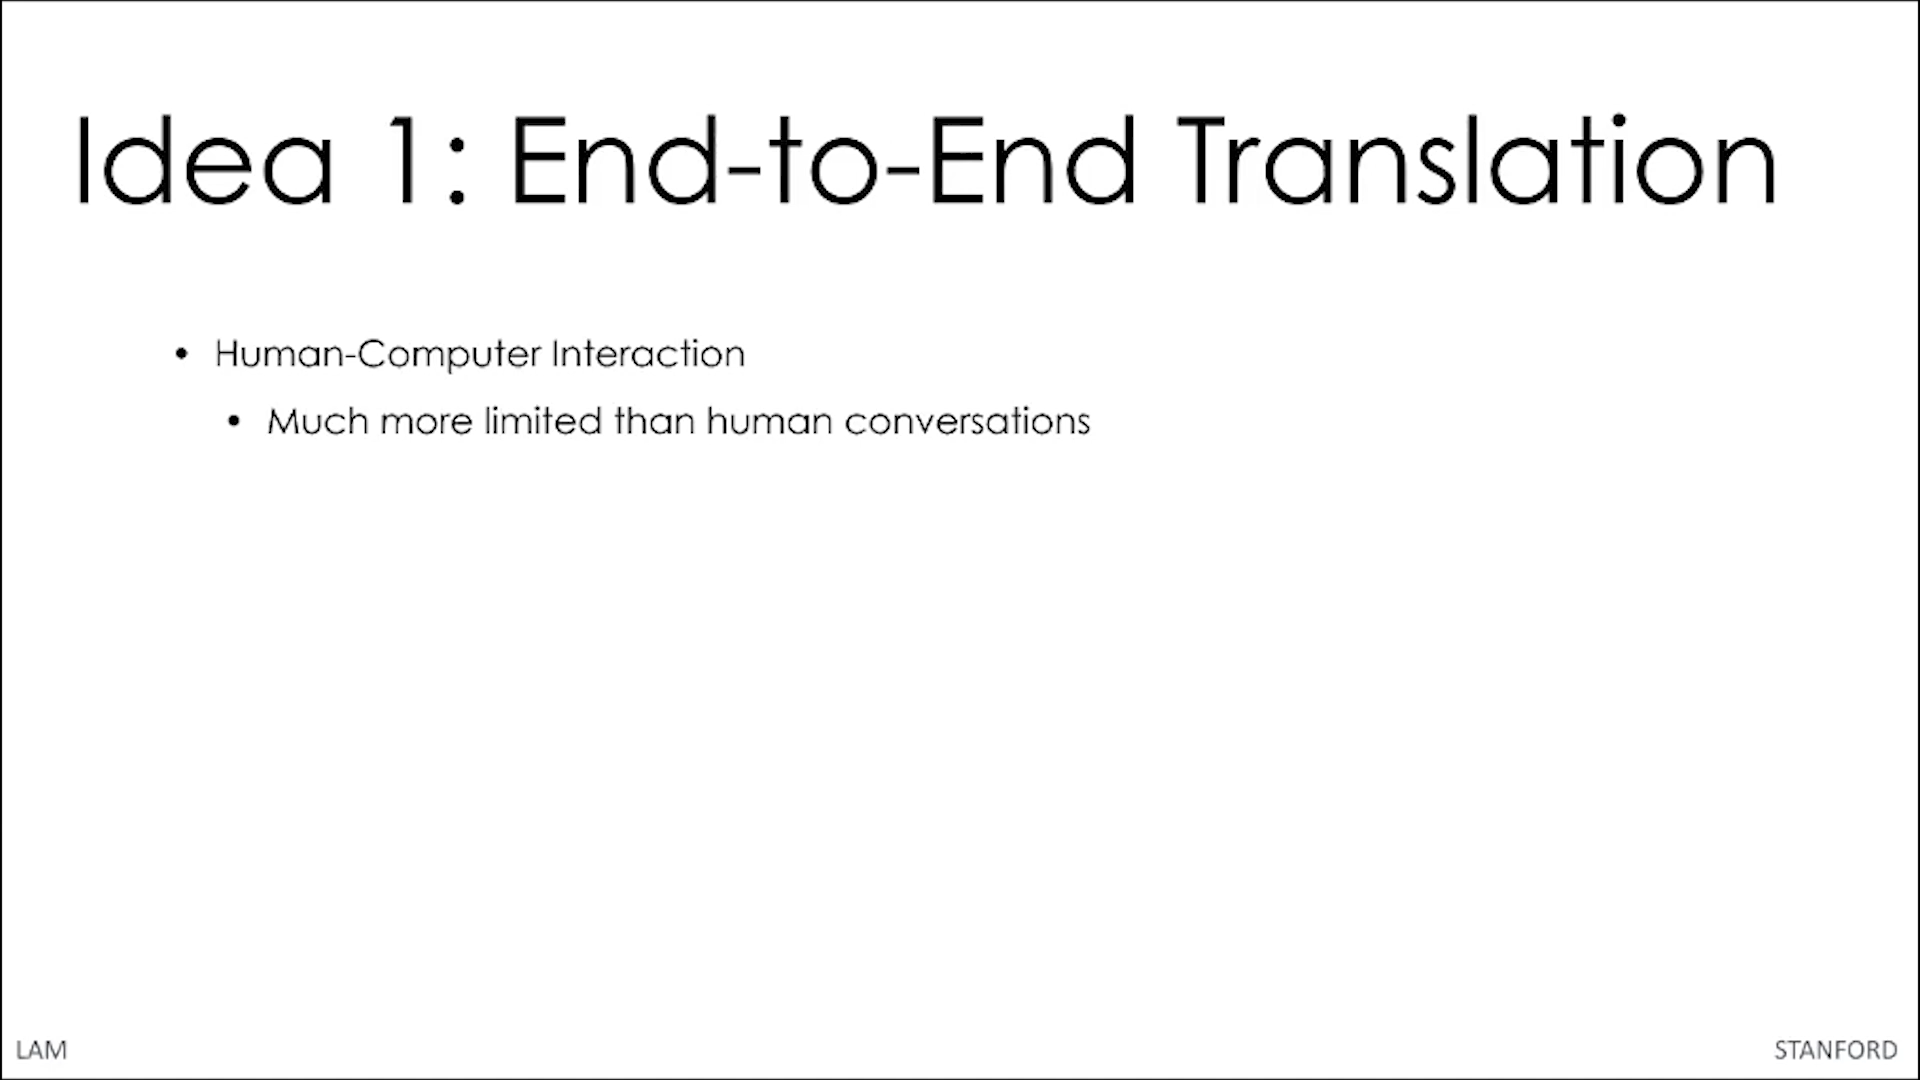 Idea 1: End-to-End Translation
• Human-Computer Interaction
• Much more limited than human conversations
LAM
STANFORD